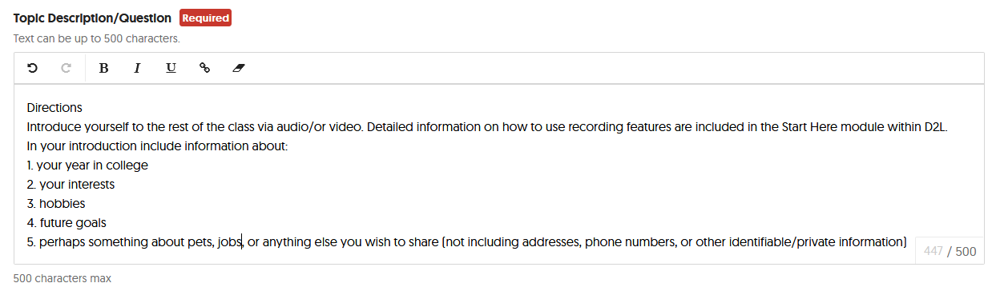 Topic Description/Question Required
Text can be up to 500 characters.
B I U
Directions
Introduce yourself to the rest of the class via audio/or video. Detailed information on how to use recording features are included in the Start Here module within D2L.
In your introduction include information about:
1. your year in college
2. your interests
3. hobbies
4. future goals
5. perhaps something about pets, jobs, or anything else you wish to share (not including addresses, phone numbers, or other identifiable/private information)
447 / 500
500 characters max